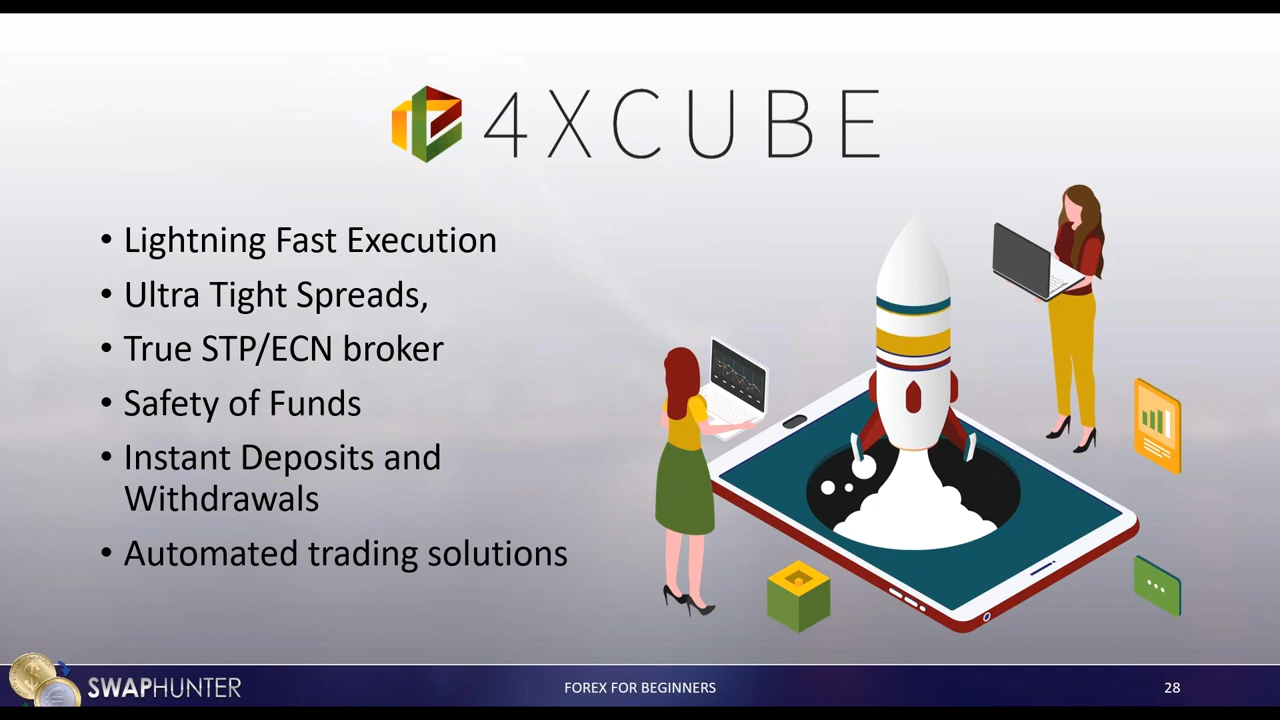 4XCUBE
• Lightning Fast Execution
• Ultra Tight Spreads,
• True STP/ECN broker
• Safety of Funds
• Instant Deposits and
Withdrawals
• Automated trading solutions
SWAPHUNTER
FOREX FOR BEGINNERS
28